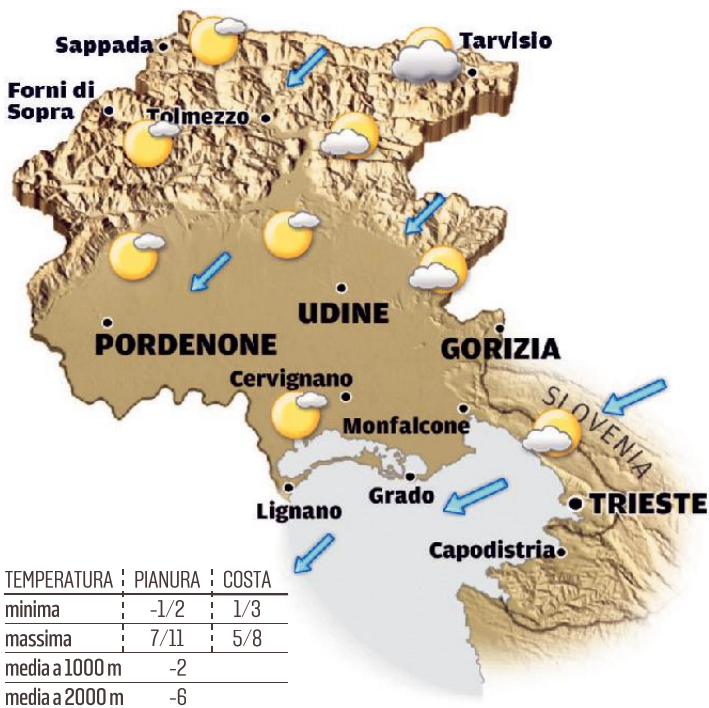 Sappada
Tarvisio
Forni di
Sopra
Tolmezzo
UDINE
PORDENONE
GORIZIA
Cervignano
SLOVENIA
Monfalcone
Grado
Lignano
TRIESTE
Capodistria
TEMPERATURA PIANURA COSTA
minima -1/2 1/3
massima 7/11 5/8
media a 1000 m -2
media a 2000 m -6